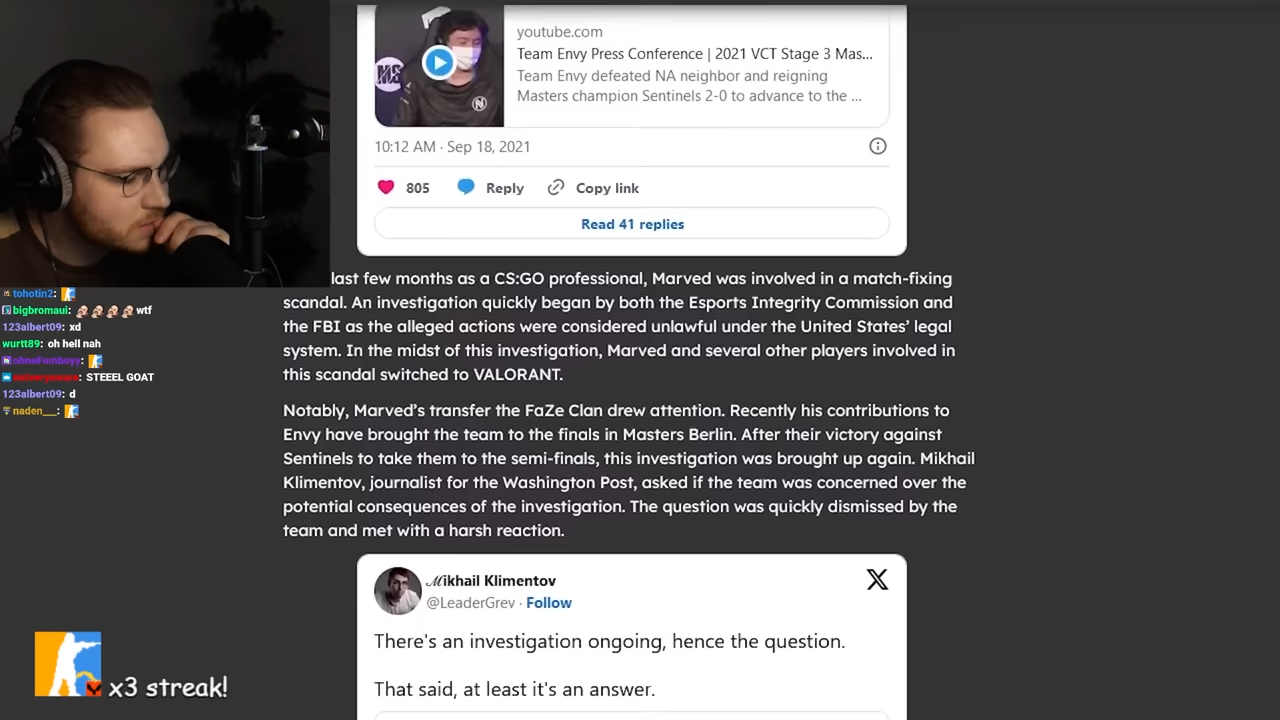 youtube.com
Team Envy Press Conference | 2021 VCT Stage 3 Mas...
Team Envy defeated NA neighbor and reigning
Masters champion Sentinels 2-0 to advance to the ...
10:12 AM · Sep 18, 2021
805 Reply Copy link
Read 41 replies
last few months as a CS:GO professional, Marved was involved in a match-fixing
scandal. An investigation quickly began by both the Esports Integrity Commission and
the FBI as the alleged actions were considered unlawful under the United States’ legal
system. In the midst of this investigation, Marved and several other players involved in
this scandal switched to VALORANT.
Notably, Marved’s transfer the FaZe Clan drew attention. Recently his contributions to
Envy have brought the team to the finals in Masters Berlin. After their victory against
Sentinels to take them to the semi-finals, this investigation was brought up again. Mikhail
Klimentov, journalist for the Washington Post, asked if the team was concerned over the
potential consequences of the investigation. The question was quickly dismissed by the
team and met with a harsh reaction.
Mikhail Klimentov
@LeaderGrev · Follow
There's an investigation ongoing, hence the question.
That said, at least it's an answer.
tohotin2:
bigbromaui: wtf
123albert09: xd
wurtt89: oh hell nah
ohneFemboyy:
: STEEEL GOAT
123albert09: d
naden__:
x3 streak!